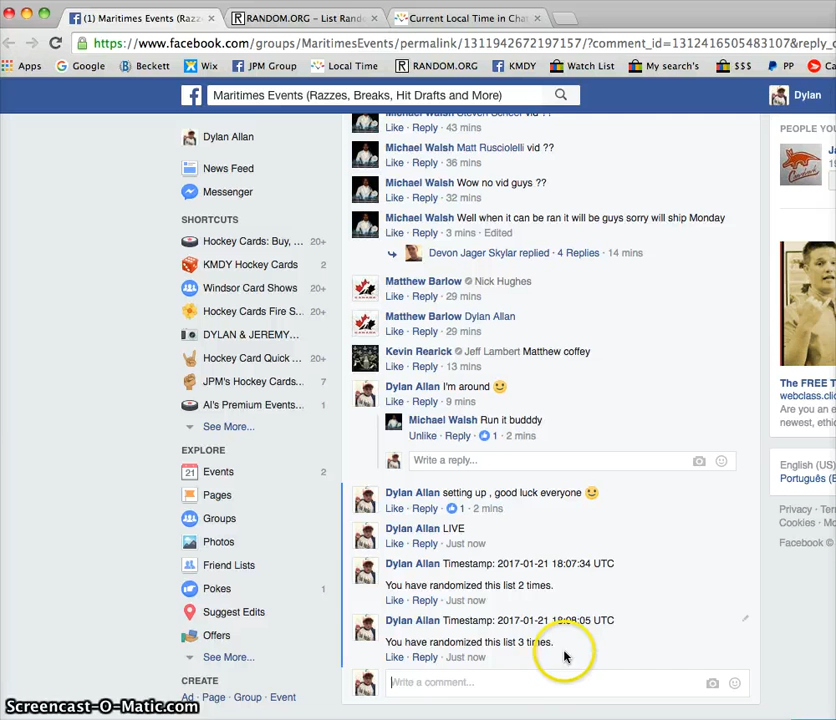 (1) Maritimes Events (Razz
RANDOM.ORG - List Rand
Current Local Time in Chat
https://www.facebook.com/groups/MaritimesEvents/permalink/1311942672197157/?comment_id=1312416505483107&reply_c
Apps Google Beckett Wix JPM Group Local Time RANDOM.ORG KMDY Watch List My search's $$$ PP CA
Maritimes Events (Razzes, Breaks, Hit Drafts and More)
Dylan
Dylan Allan
News Feed
Messenger
SHORTCUTS
Hockey Cards: Buy, ... 20+
KMDY Hockey Cards 2
Windsor Card Shows 1
Hockey Cards Fire S... 20+
DYLAN & JEREMY...
Hockey Card Quick ... 20+
JPM's Hockey Cards... 7
Al's Premium Events... 1
See More...
EXPLORE
Events 2
Pages
Groups
Photos
Friend Lists
Pokes 1
Suggest Edits
Offers
See More...
CREATE
Ad · Page · Group · Event
Michael Walsh Steven Scheer vid ??
Like · Reply · 43 mins
Michael Walsh Matt Rusciolelli vid ??
Like · Reply · 36 mins
Michael Walsh Wow no vid guys ??
Like · Reply · 32 mins
Michael Walsh Well when it can be ran it will be guys sorry will ship Monday
Like · Reply · 3 mins · Edited
Devon Jager Skylar replied · 4 Replies · 14 mins
Matthew Barlow Nick Hughes
Like · Reply · 29 mins
Matthew Barlow Dylan Allan
Like · Reply · 29 mins
Kevin Rearick Jeff Lambert Matthew coffey
Like · Reply · 13 mins
Dylan Allan I'm around
Like · Reply · 9 mins
Michael Walsh Run it budddy
Unlike · Reply · 1 · 2 mins
Write a reply...
Dylan Allan setting up , good luck everyone
Like · Reply · 1 · 2 mins
Dylan Allan LIVE
Like · Reply · Just now
Dylan Allan Timestamp: 2017-01-21 18:07:34 UTC
You have randomized this list 2 times.
Like · Reply · Just now
Dylan Allan Timestamp: 2017-01-21 18:08:05 UTC
You have randomized this list 3 times.
Like · Reply · Just now
Write a comment...
PEOPLE YOU
Ja
19
The FREE T
webclass.clic
Are you an e
newest, ethic
English (US)
Português (B
Privacy · Ter
Cookies · Mo
Facebook ©
Screencast-O-Matic.com